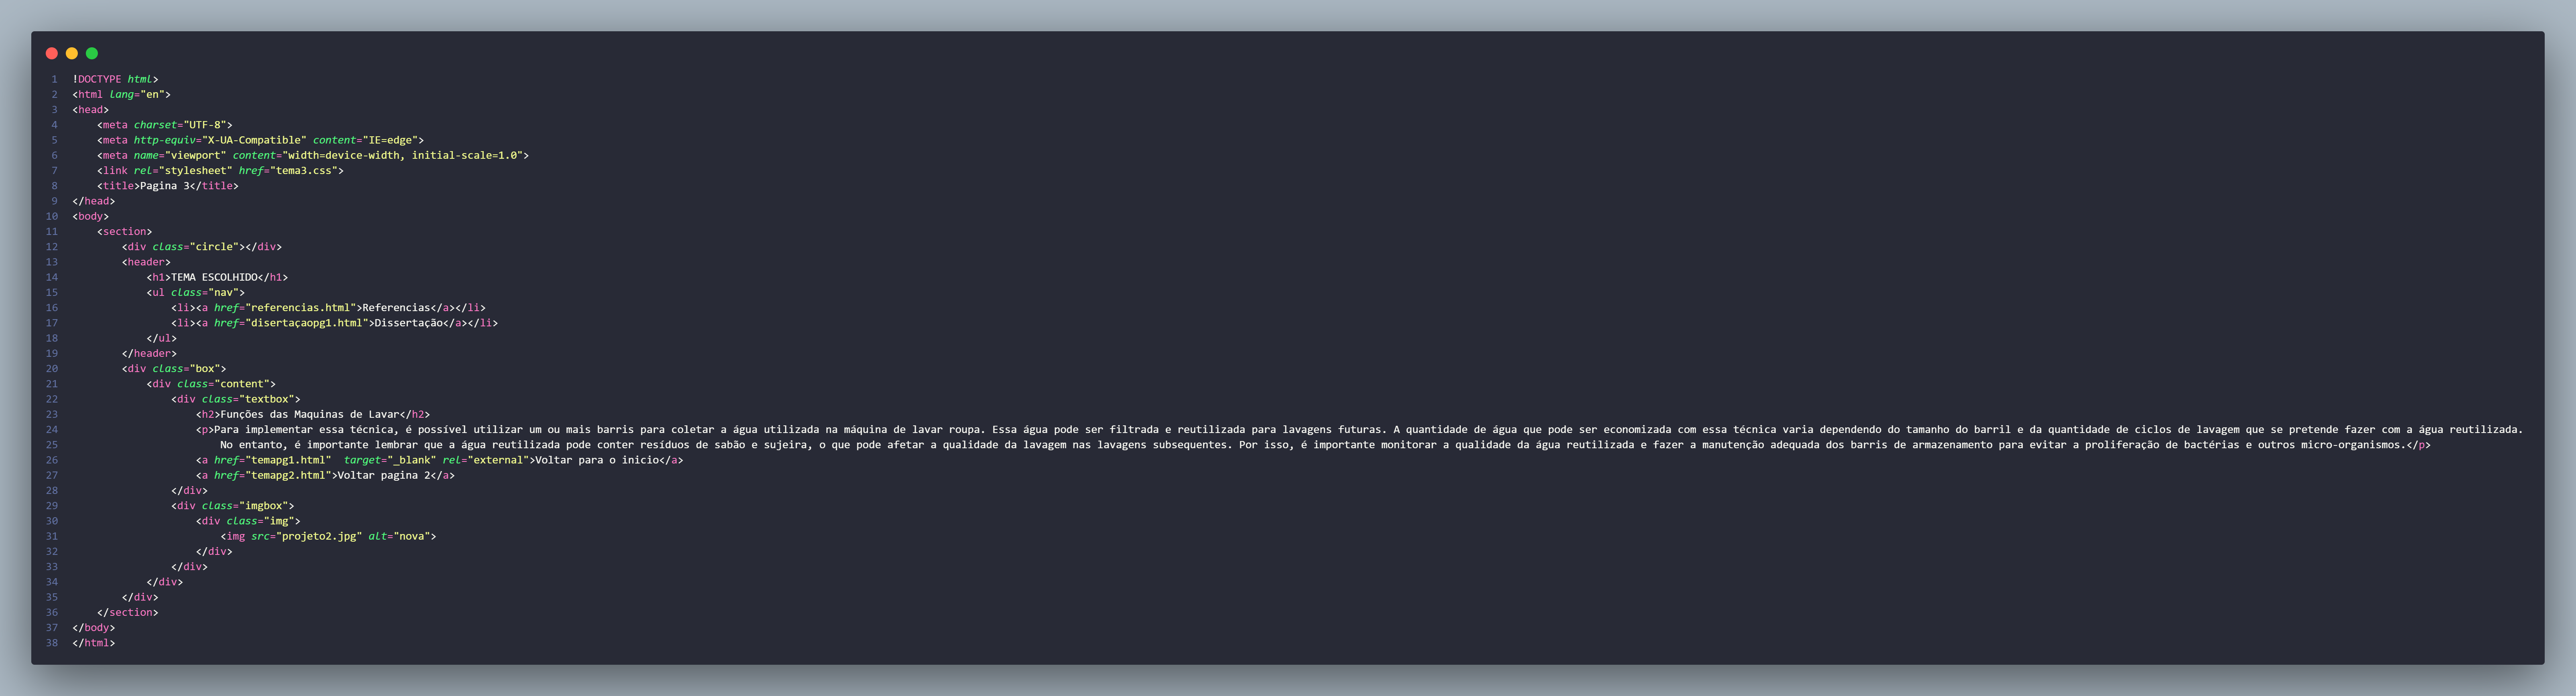 1 !DOCTYPE html>
2 <html lang="en">
3 <head>
4     <meta charset="UTF-8">
5     <meta http-equiv="X-UA-Compatible" content="IE=edge">
6     <meta name="viewport" content="width=device-width, initial-scale=1.0">
7     <link rel="stylesheet" href="tema3.css">
8     <title>Pagina 3</title>
9 </head>
10 <body>
11     <section>
12         <div class="circle"></div>
13         <header>
14             <h1>TEMA ESCOLHIDO</h1>
15             <ul class="nav">
16                 <li><a href="referencias.html">Referencias</a></li>
17                 <li><a href="disertaçaopg1.html">Dissertação</a></li>
18             </ul>
19         </header>
20         <div class="box">
21             <div class="content">
22                 <div class="textbox">
23                     <h2>Funções das Maquinas de Lavar</h2>
24                     <p>Para implementar essa técnica, é possível utilizar um ou mais barris para coletar a água utilizada na máquina de lavar roupa. Essa água pode ser filtrada e reutilizada para lavagens futuras. A quantidade de água que pode ser economizada com essa técnica varia dependendo do tamanho do barril e da quantidade de ciclos de lavagem que se pretende fazer com a água reutilizada.
25                         No entanto, é importante lembrar que a água reutilizada pode conter resíduos de sabão e sujeira, o que pode afetar a qualidade da lavagem nas lavagens subsequentes. Por isso, é importante monitorar a qualidade da água reutilizada e fazer a manutenção adequada dos barris de armazenamento para evitar a proliferação de bactérias e outros micro-organismos.</p>
26                     <a href="temapg1.html"  target="_blank" rel="external">Voltar para o inicio</a>
27                     <a href="temapg2.html">Voltar pagina 2</a>
28                 </div>
29                 <div class="imgbox">
30                     <div class="img">
31                         <img src="projeto2.jpg" alt="nova">
32                     </div>
33                 </div>
34             </div>
35         </div>
36     </section>
37 </body>
38 </html>